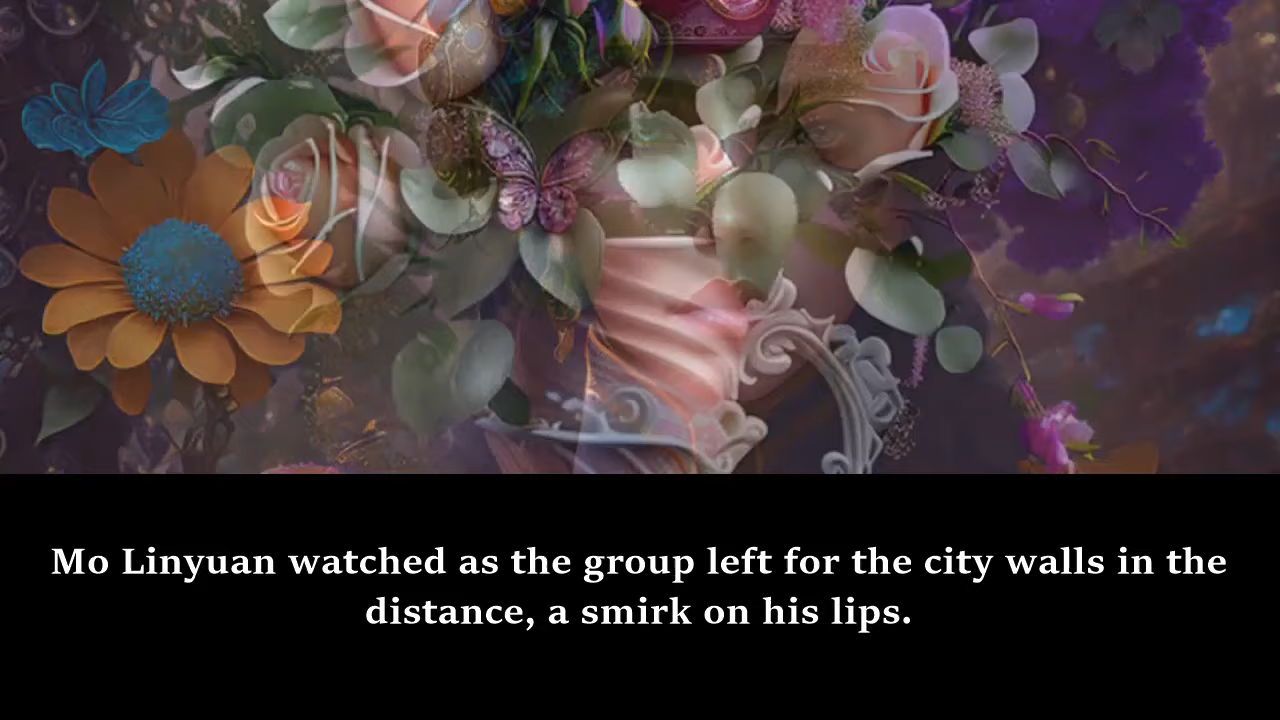 Mo Linyuan watched as the group left for the city walls in the
distance, a smirk on his lips.